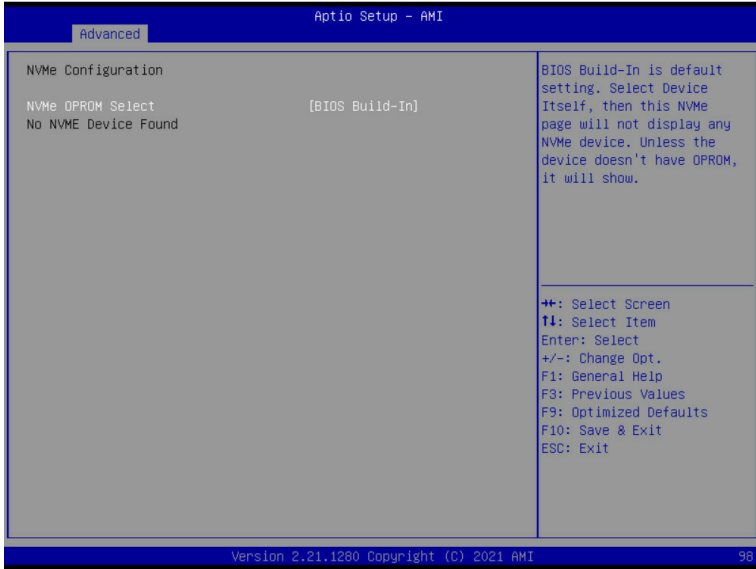 Aptio Setup – AMI
Advanced
NVMe Configuration
NVMe OPROM Select [BIOS Build-In]
No NVME Device Found
BIOS Build-In is default
setting. Select Device
Itself, then this NVMe
page will not display any
NVMe device. Unless the
device doesn't have OPROM,
it will show.
→←: Select Screen
↑↓: Select Item
Enter: Select
+/-: Change Opt.
F1: General Help
F3: Previous Values
F9: Optimized Defaults
F10: Save & Exit
ESC: Exit
Version 2.21.1280 Copyright (C) 2021 AMI
98